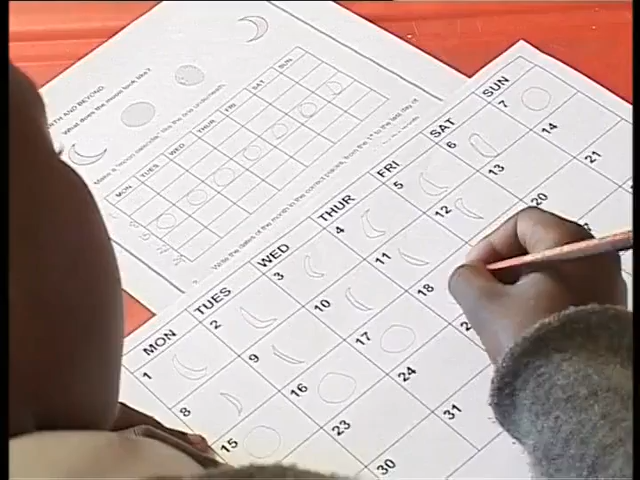 RTH AND BEYOND
What does the moon look like?
Make a 'moon calendar' like the one underneath
MON TUES WED THUR FRI SAT SUN
Write the dates of the month in the correct places, from the 1st to the last day of
MON TUES WED THUR FRI SAT SUN
1 2 3 4 5 6 7
8 9 10 11 12 13 14
15 16 17 18 20 21
23 24
30 31